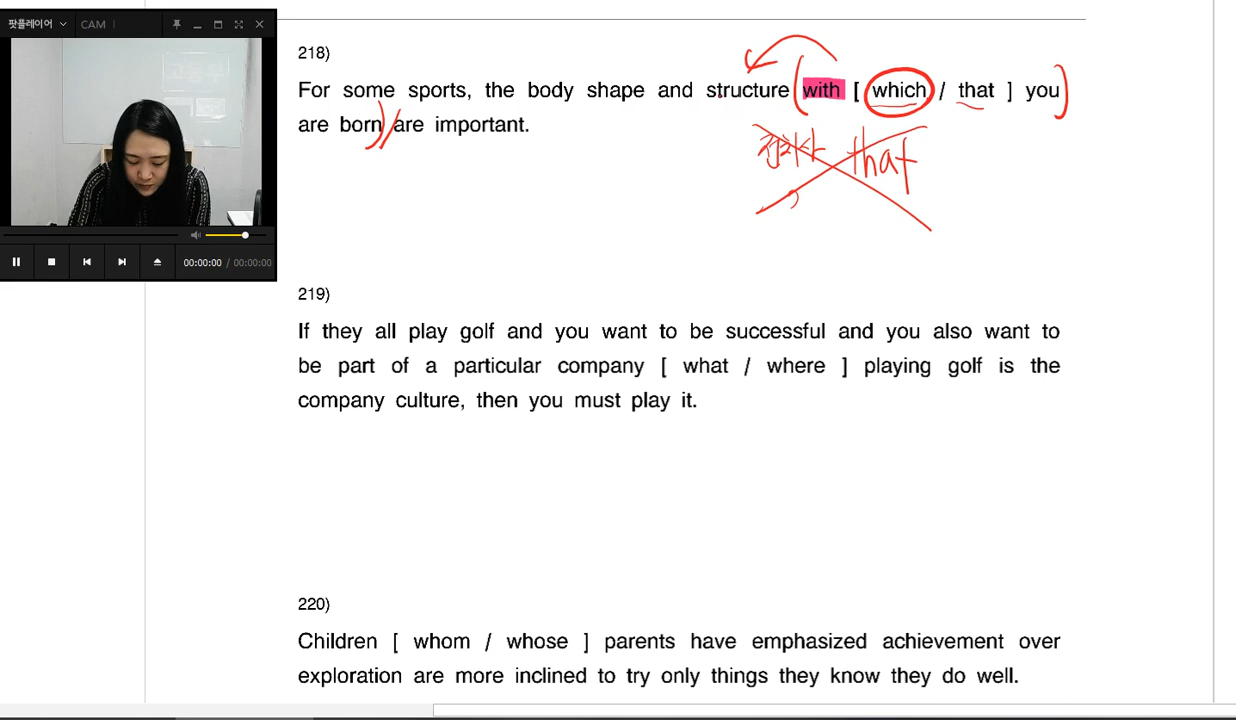 팟플레이어 CAM
00:00:00 / 00:00:00
218)
For some sports, the body shape and structure with [ which / that ] you
are born are important.
전치사 that
,
219)
If they all play golf and you want to be successful and you also want to
be part of a particular company [ what / where ] playing golf is the
company culture, then you must play it.
220)
Children [ whom / whose ] parents have emphasized achievement over
exploration are more inclined to try only things they know they do well.